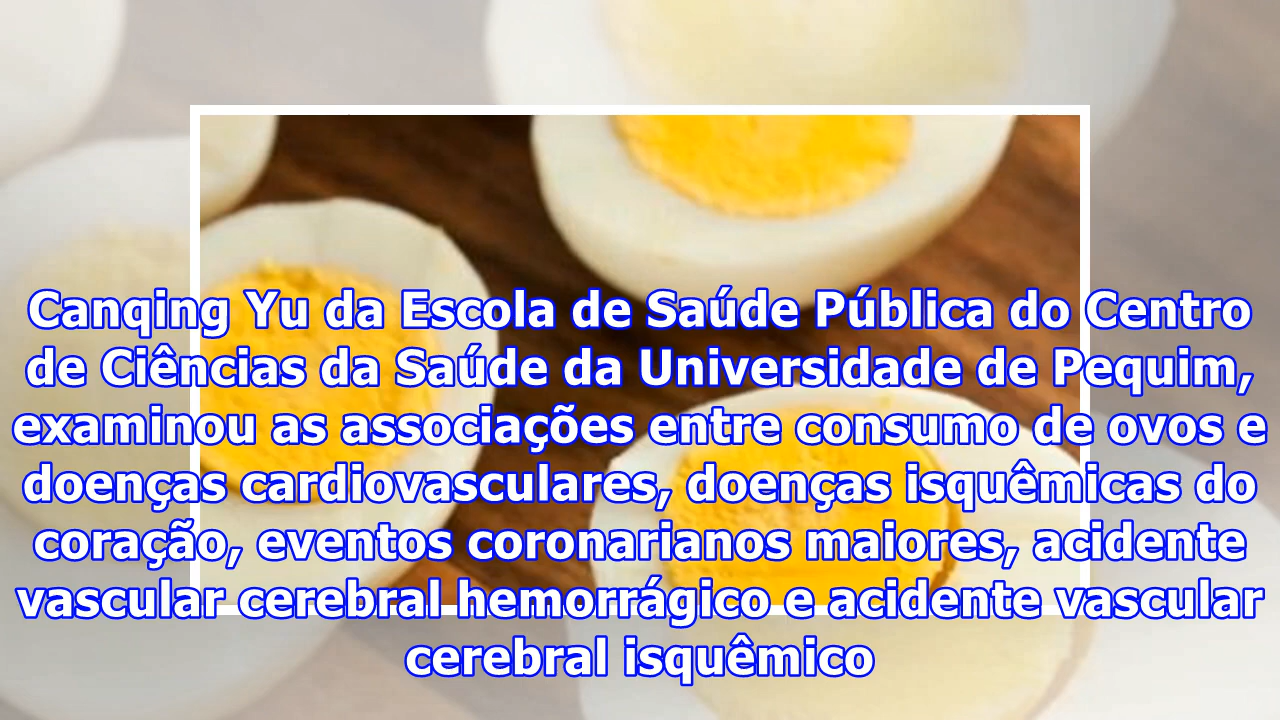 Canqing Yu da Escola de Saúde Pública do Centro
de Ciências da Saúde da Universidade de Pequim,
examinou as associações entre consumo de ovos e
doenças cardiovasculares, doenças isquêmicas do
coração, eventos coronarianos maiores, acidente
vascular cerebral hemorrágico e acidente vascular
cerebral isquêmico